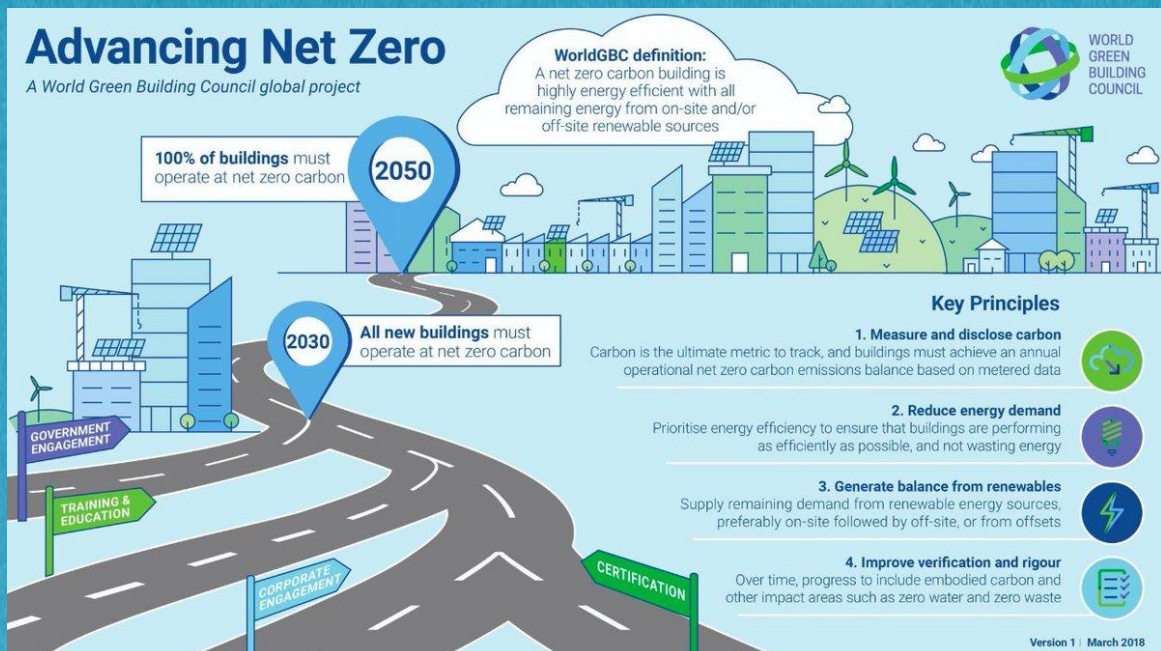 Advancing Net Zero
A World Green Building Council global project
WorldGBC definition:
A net zero carbon building is
highly energy efficient with all
remaining energy from on-site and/or
off-site renewable sources
WORLD
GREEN
BUILDING
COUNCIL
100% of buildings must
operate at net zero carbon
2050
2030
All new buildings must
operate at net zero carbon
GOVERNMENT
ENGAGEMENT
TRAINING &
EDUCATION
CORPORATE
ENGAGEMENT
CERTIFICATION
Key Principles
1. Measure and disclose carbon
Carbon is the ultimate metric to track, and buildings must achieve an annual
operational net zero carbon emissions balance based on metered data
2. Reduce energy demand
Prioritise energy efficiency to ensure that buildings are performing
as efficiently as possible, and not wasting energy
3. Generate balance from renewables
Supply remaining demand from renewable energy sources,
preferably on-site followed by off-site, or from offsets
4. Improve verification and rigour
Over time, progress to include embodied carbon and
other impact areas such as zero water and zero waste
Version 1 | March 2018